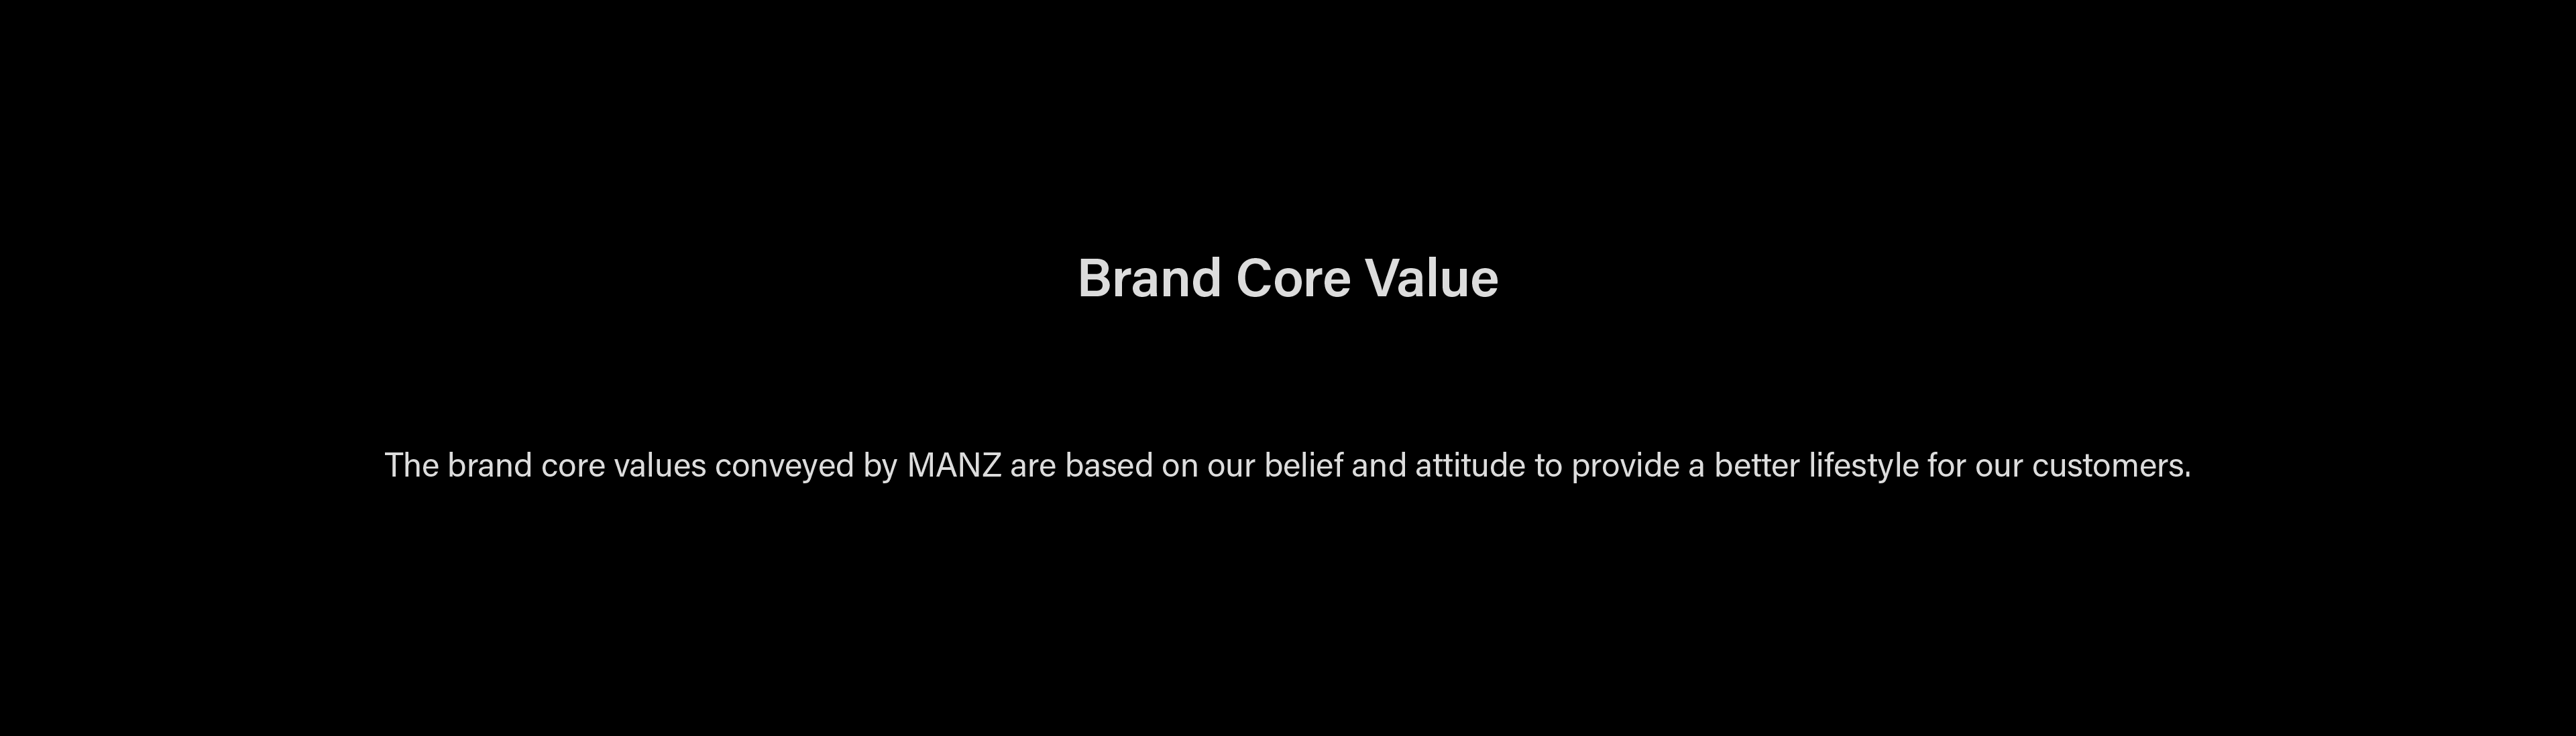 Brand Core Value
The brand core values conveyed by MANZ are based on our belief and attitude to provide a better lifestyle for our customers.